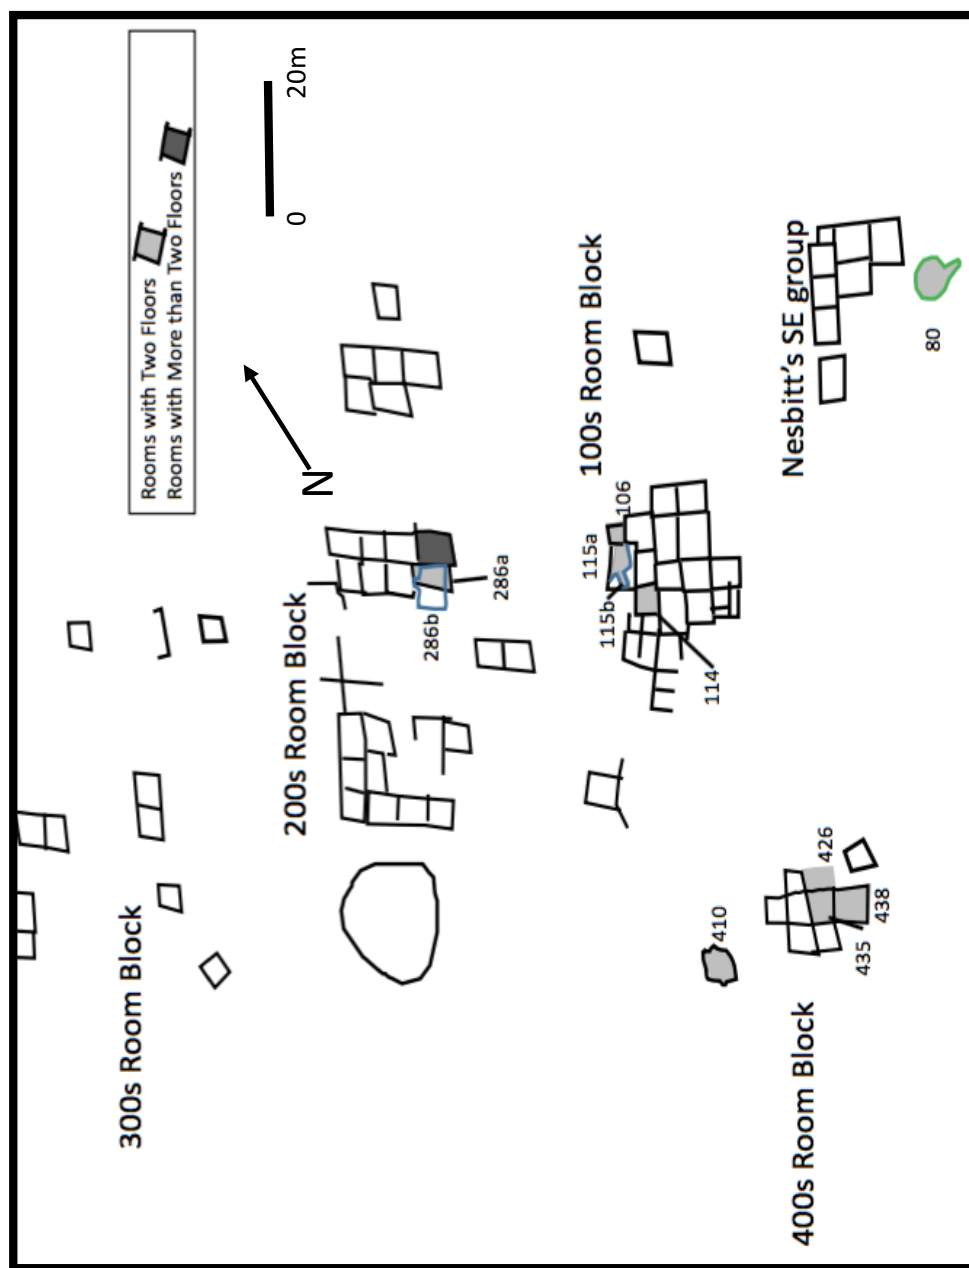 Rooms with Two Floors
Rooms with More than Two Floors
0
20m
N
300s Room Block
200s Room Block
286b
286a
100s Room Block
115b
115a
106
114
Nesbitt's SE group
80
400s Room Block
410
435
426
438